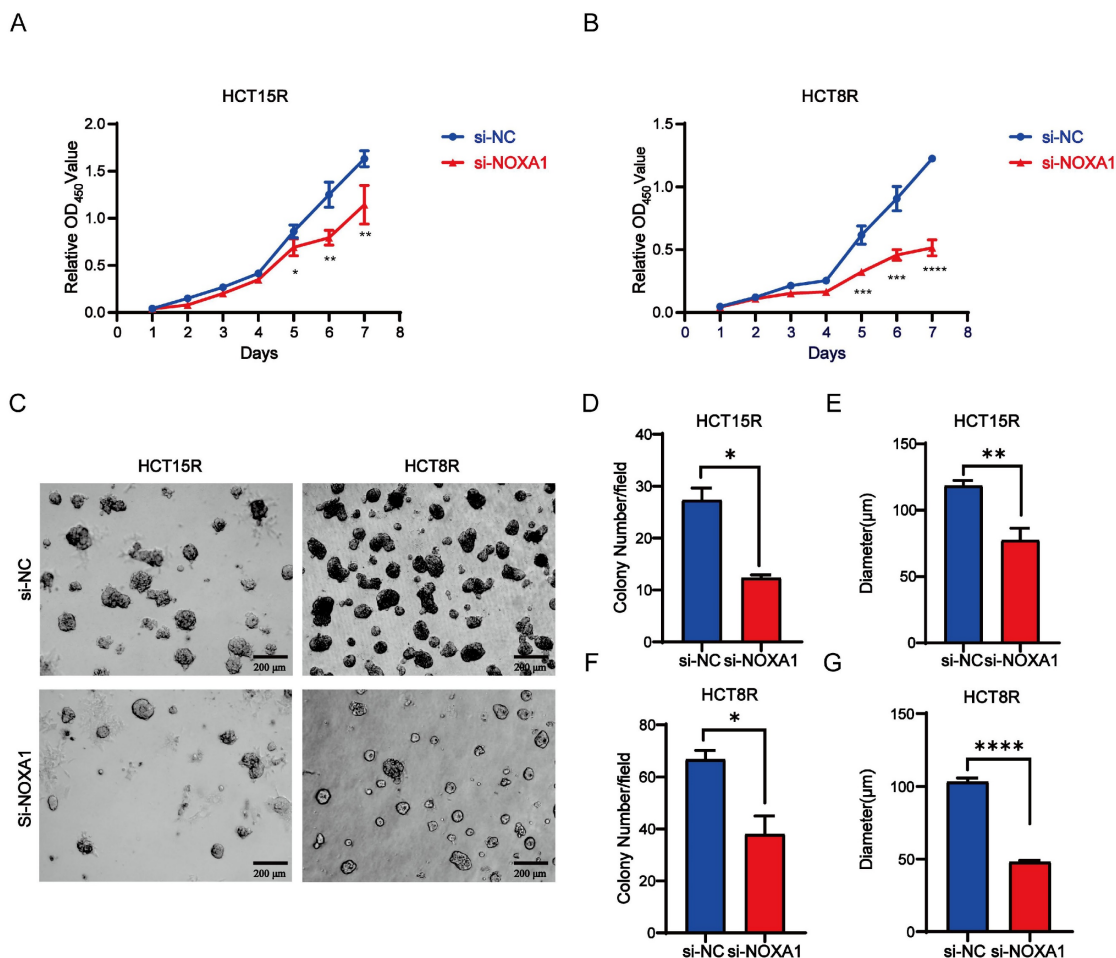 A
HCT15R
Relative OD450 Value
2.0
1.5
1.0
0.5
0.0
0 1 2 3 4 5 6 7 8
Days
* ** **
si-NC
si-NOXA1
B
HCT8R
Relative OD450 Value
1.5
1.0
0.5
0.0
0 1 2 3 4 5 6 7 8
Days
*** *** ****
si-NC
si-NOXA1
C
HCT15R HCT8R
si-NC
200 μm 200 μm
Si-NOXA1
200 μm 200 μm
D
HCT15R
Colony Number/field
40
30
20
10
0
*
si-NC si-NOXA1
E
HCT15R
Diameter(μm)
150
100
50
0
**
si-NC si-NOXA1
F
HCT8R
Colony Number/field
80
60
40
20
0
*
si-NC si-NOXA1
G
HCT8R
Diameter(μm)
150
100
50
0
****
si-NC si-NOXA1